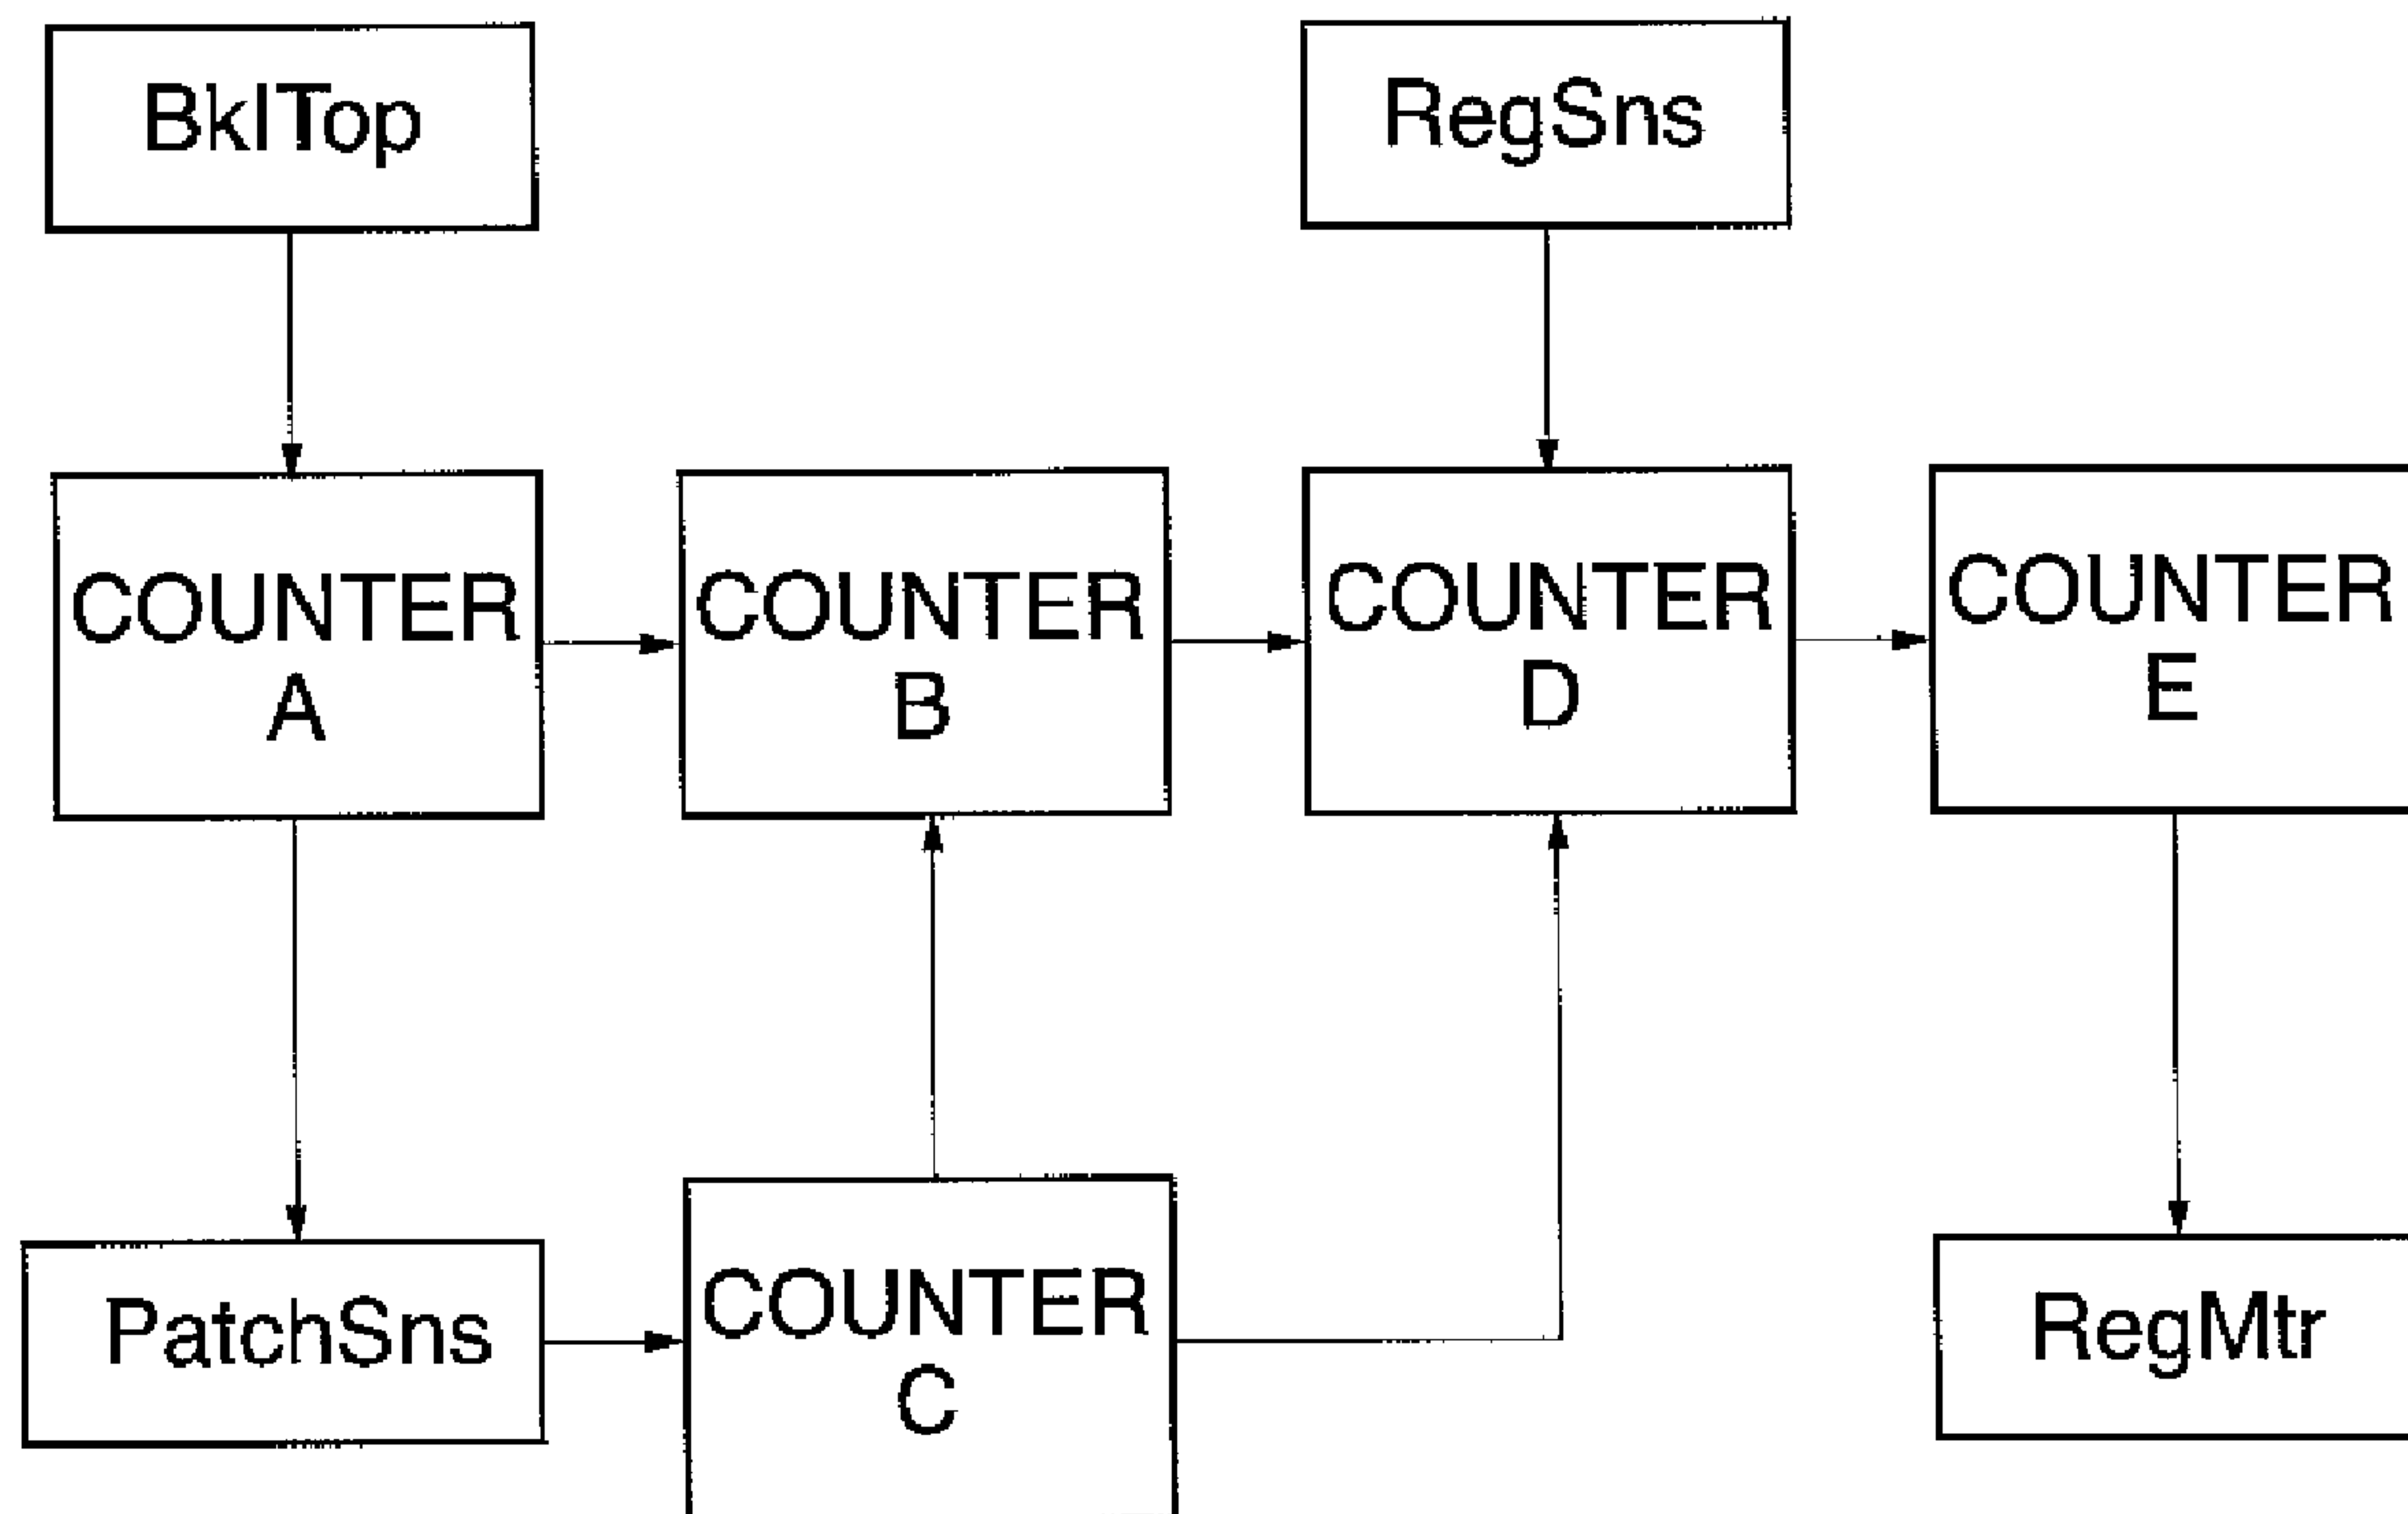 BklTop
RegSns
COUNTER
A
COUNTER
B
COUNTER
D
COUNTER
E
PatchSns
COUNTER
C
RegMtr